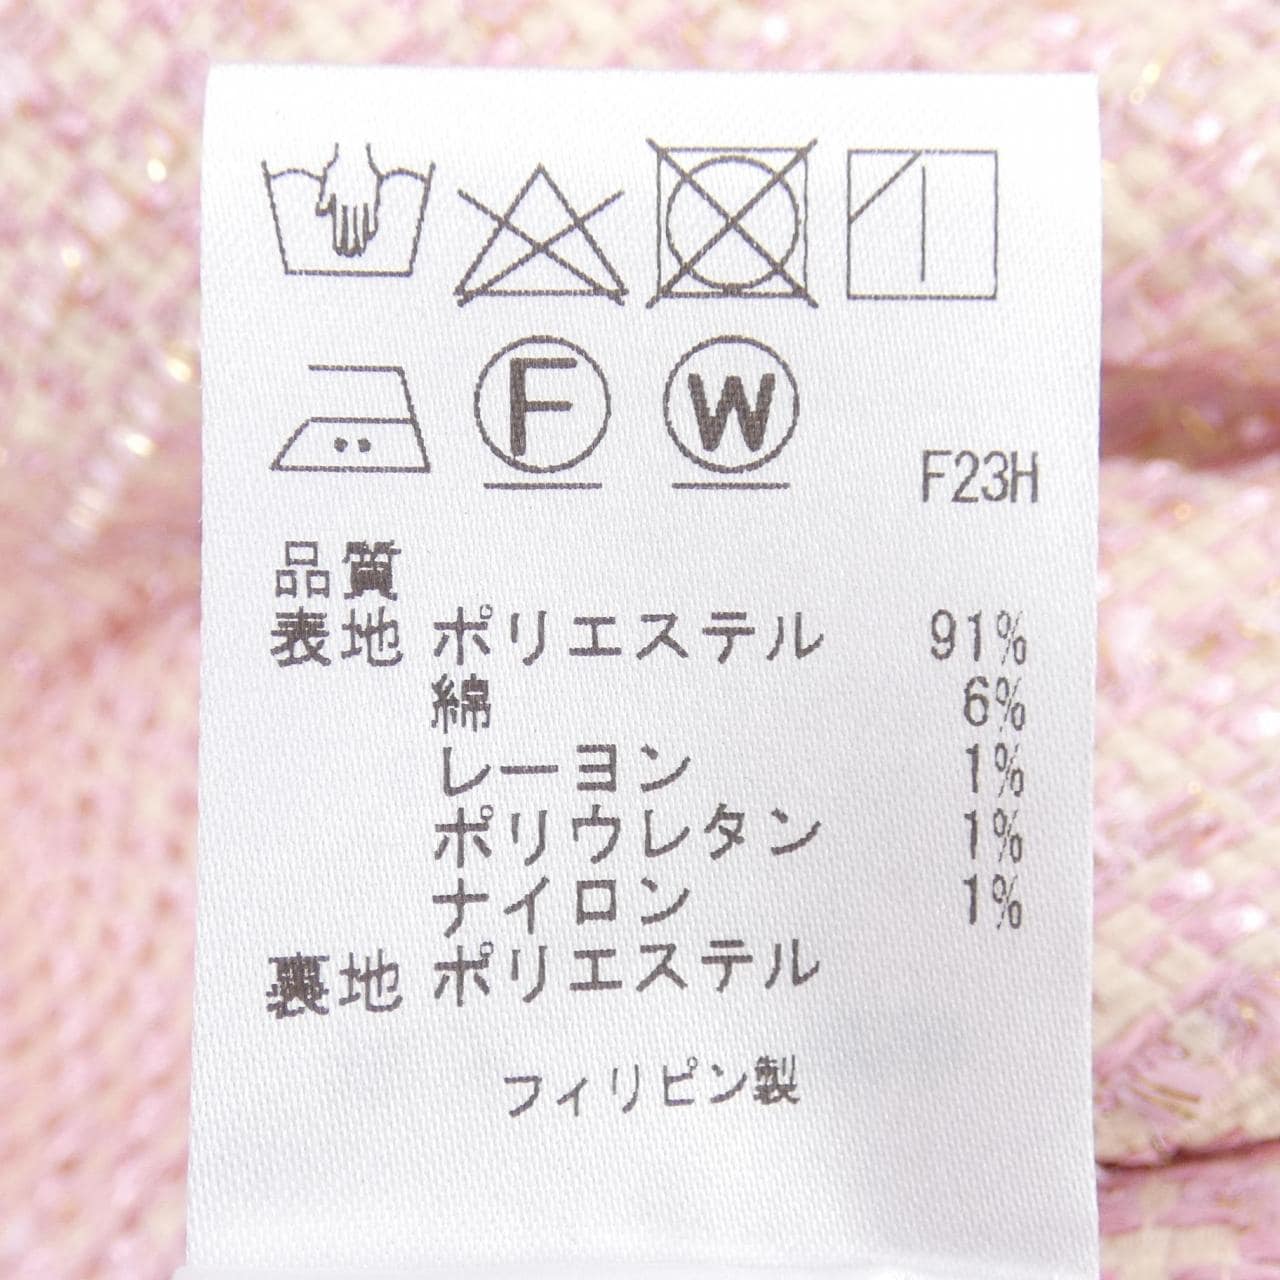 F W
F23H
品質
表地 ポリエステル 91%
綿 6%
レーヨン 1%
ポリウレタン 1%
ナイロン 1%
裏地 ポリエステル
フィリピン製